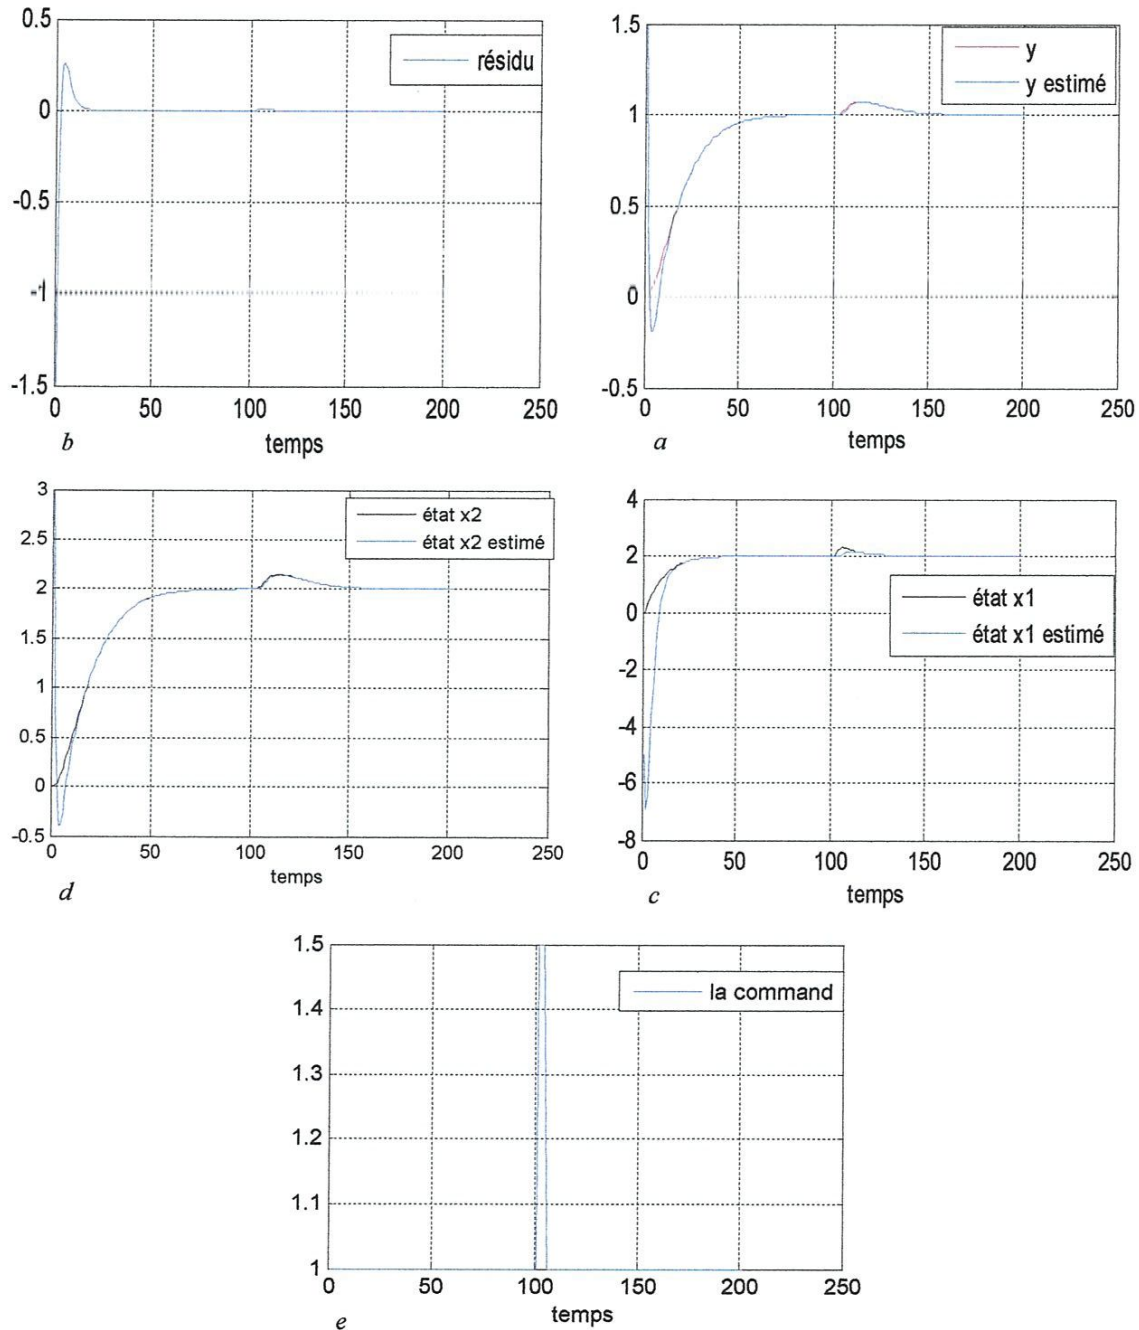 0.5
0
-0.5
-1
-1.5
0 50 100 150 200 250
résidu
b
temps
1.5
1
0.5
0
-0.5
0 50 100 150 200 250
y
y estimé
a
temps
3
2.5
2
1.5
1
0.5
0
-0.5
0 50 100 150 200 250
état x2
état x2 estimé
d
temps
4
2
0
-2
-4
-6
-8
0 50 100 150 200 250
état x1
état x1 estimé
c
temps
1.5
1.4
1.3
1.2
1.1
1
0 50 100 150 200 250
la command
e
temps